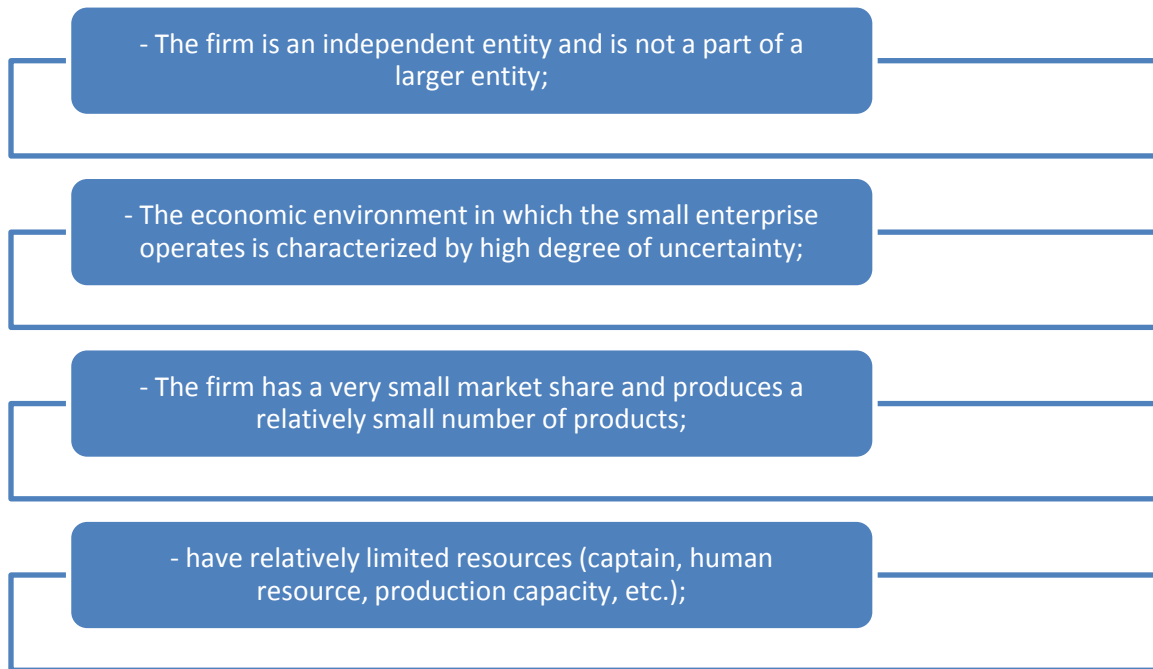 - The firm is an independent entity and is not a part of a
larger entity;
- The economic environment in which the small enterprise
operates is characterized by high degree of uncertainty;
- The firm has a very small market share and produces a
relatively small number of products;
- have relatively limited resources (captain, human
resource, production capacity, etc.);